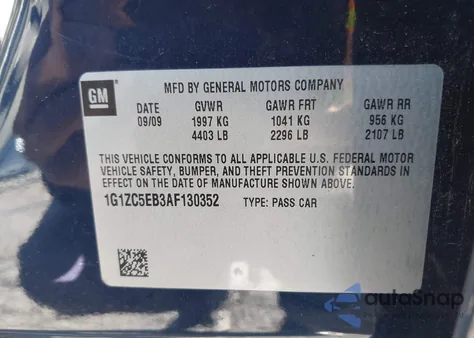 GM
MFD BY GENERAL MOTORS COMPANY
DATE GVWR GAWR FRT GAWR RR
09/09 1997 KG 1041 KG 956 KG
4403 LB 2296 LB 2107 LB
THIS VEHICLE CONFORMS TO ALL APPLICABLE U.S. FEDERAL MOTOR
VEHICLE SAFETY, BUMPER, AND THEFT PREVENTION STANDARDS
IN EFFECT ON THE DATE OF MANUFACTURE SHOWN ABOVE.
1G1ZC5EB3AF130352 TYPE: PASS CAR
autoSnap